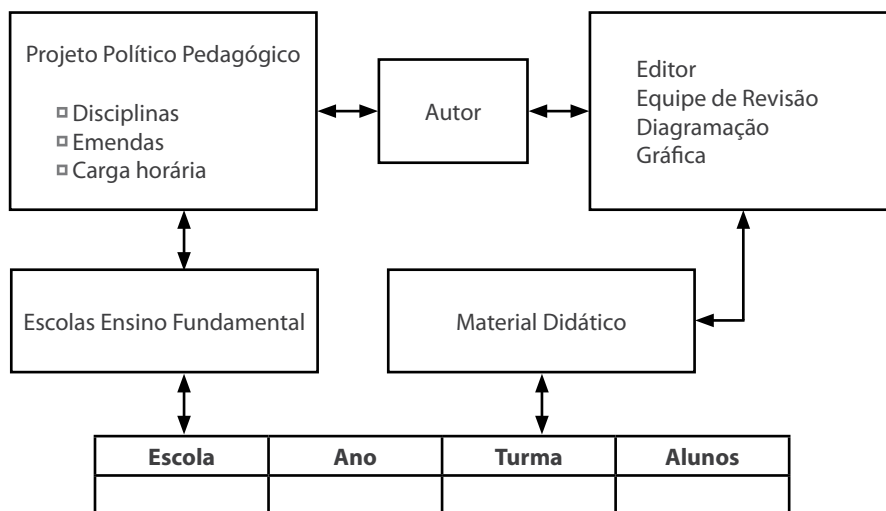 Projeto Político Pedagógico
Disciplinas
Emendas
Carga horária
Autor
Editor
Equipe de Revisão
Diagramação
Gráfica
Escolas Ensino Fundamental
Material Didático
Escola Ano Turma Alunos